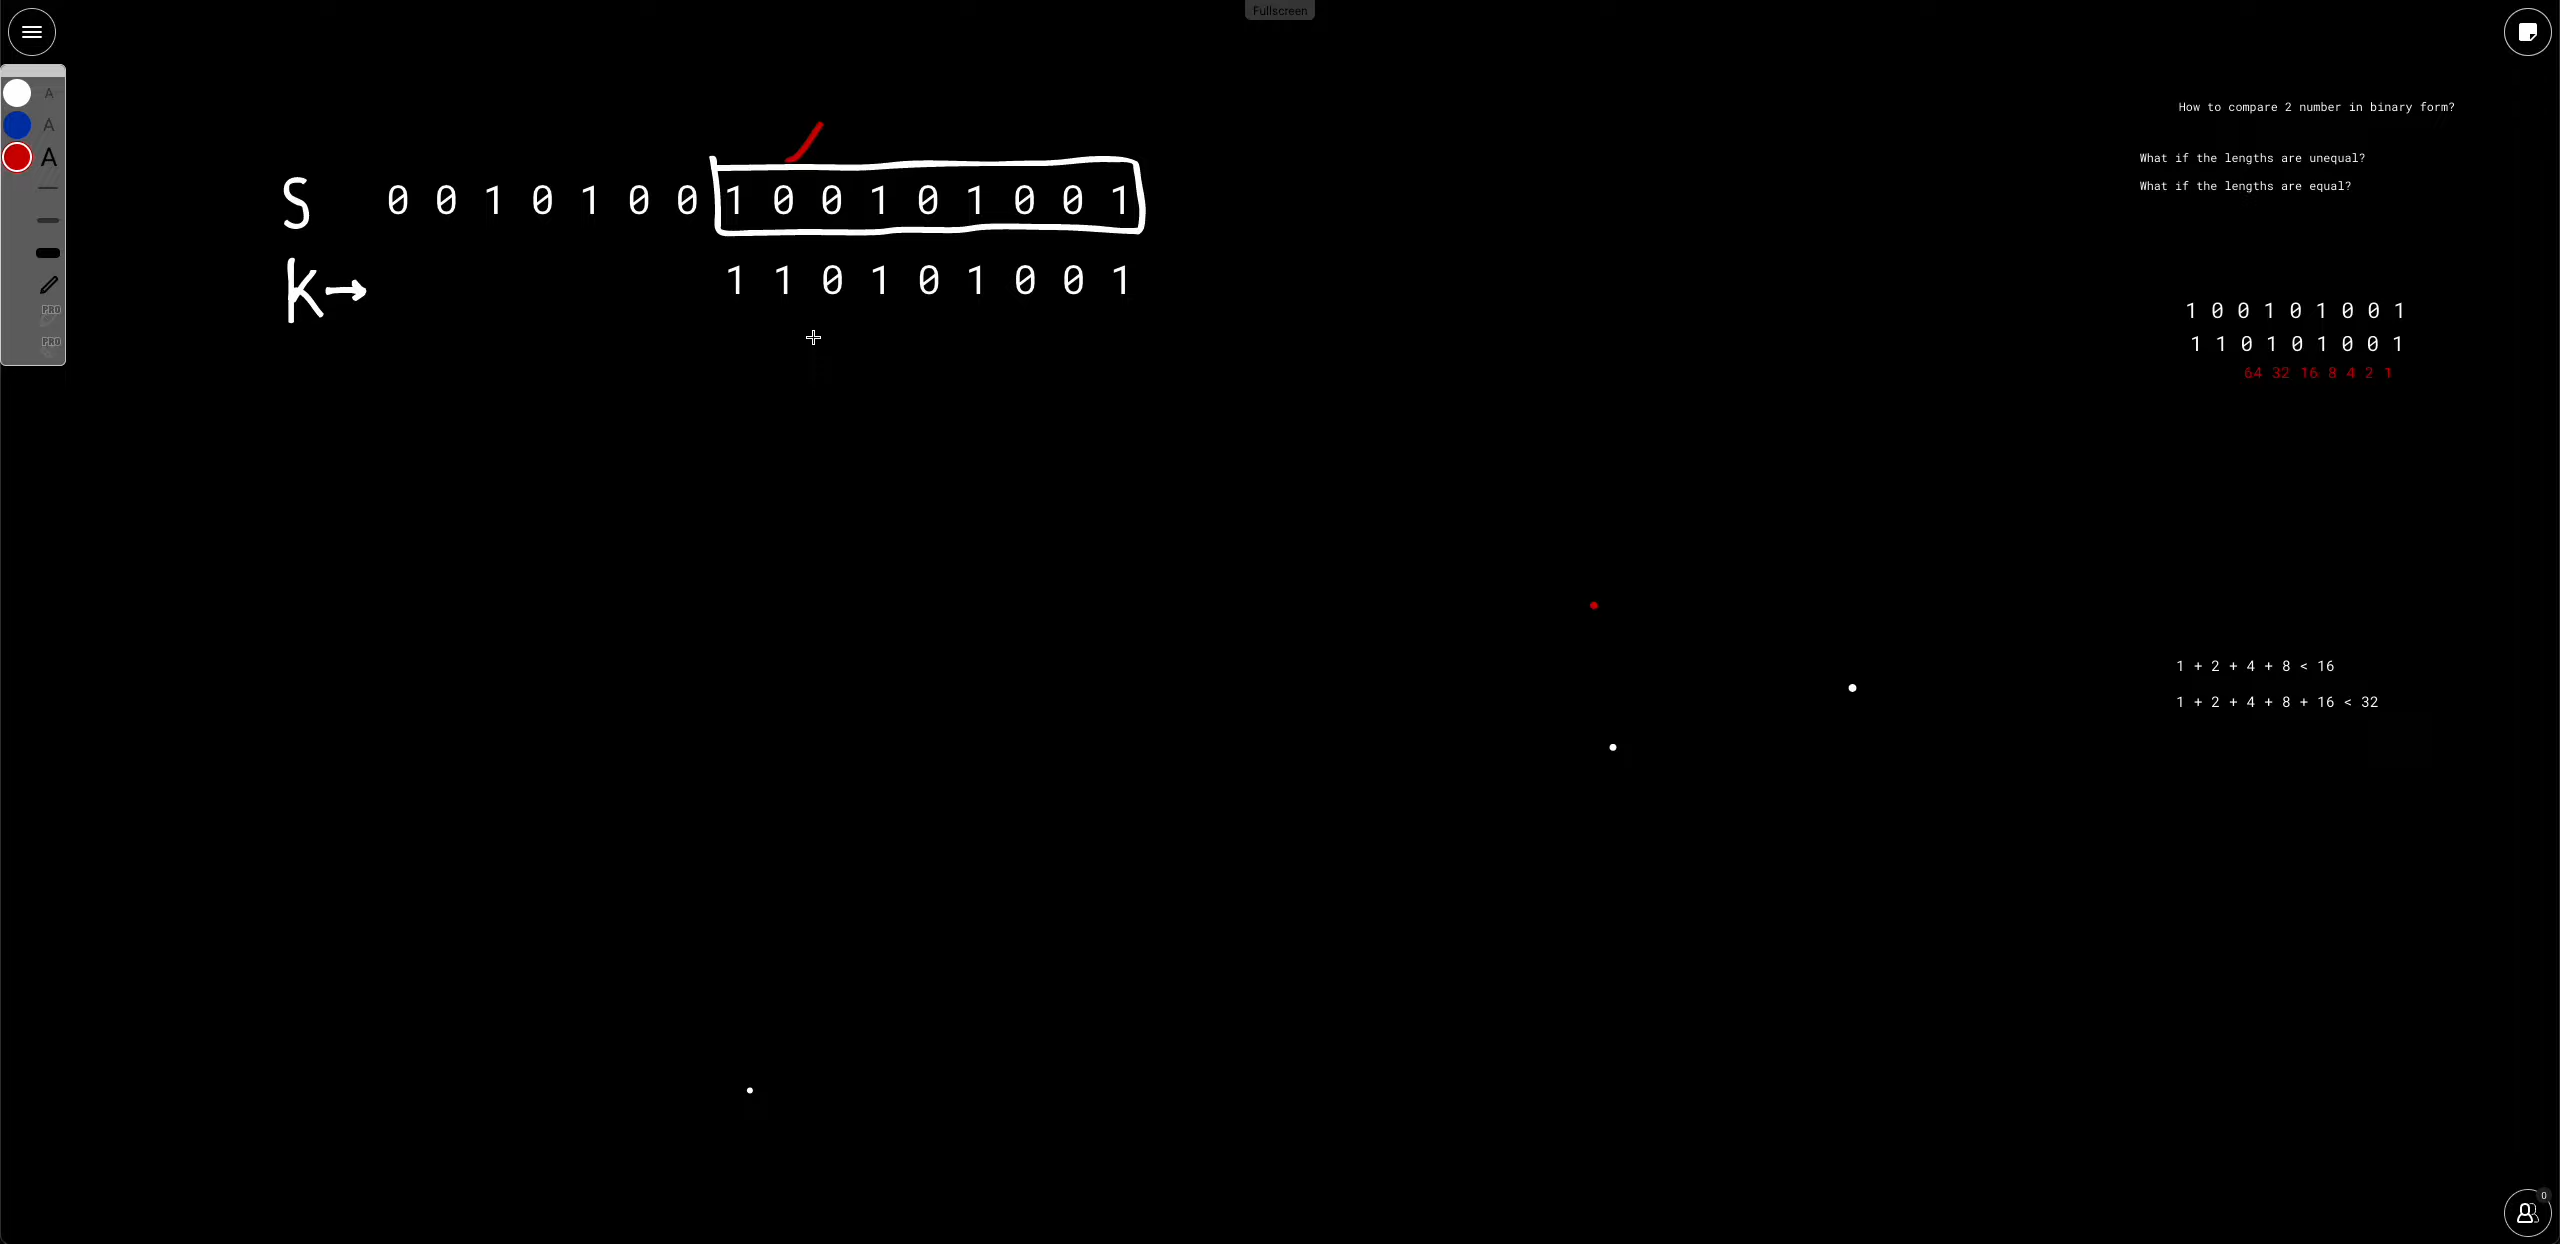 Fullscreen
A
A
A
PRO
PRO
S 0 0 1 0 1 0 0 1 0 0 1 0 1 0 0 1
K→ 1 1 0 1 0 1 0 0 1
How to compare 2 number in binary form?
What if the lengths are unequal?
What if the lengths are equal?
1 0 0 1 0 1 0 0 1
1 1 0 1 0 1 0 0 1
64 32 16 8 4 2 1
1 + 2 + 4 + 8 < 16
1 + 2 + 4 + 8 + 16 < 32
0